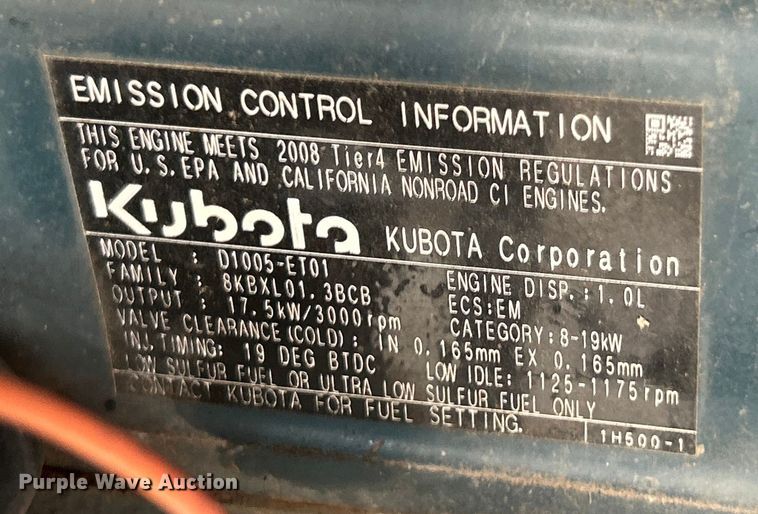 EMISSION CONTROL INFORMATION
THIS ENGINE MEETS 2008 Tier4 EMISSION REGULATIONS
FOR U.S.EPA AND CALIFORNIA NONROAD CI ENGINES.
Kubota KUBOTA Corporation
MODEL : D1005-ET01 ENGINE DISP.:1.0L
FAMILY : 8KBXL01.3BCB ECS:EM
OUTPUT : 17.5kW/3000rpm CATEGORY:8-19kW
VALVE CLEARANCE(COLD): IN 0.165mm EX 0.165mm
INJ.TIMING: 19 DEG BTDC LOW IDLE: 1125-1175rpm
LOW SULFUR FUEL OR ULTRA LOW SULFUR FUEL ONLY
CONTACT KUBOTA FOR FUEL SETTING.
1H500-1
Purple Wave Auction